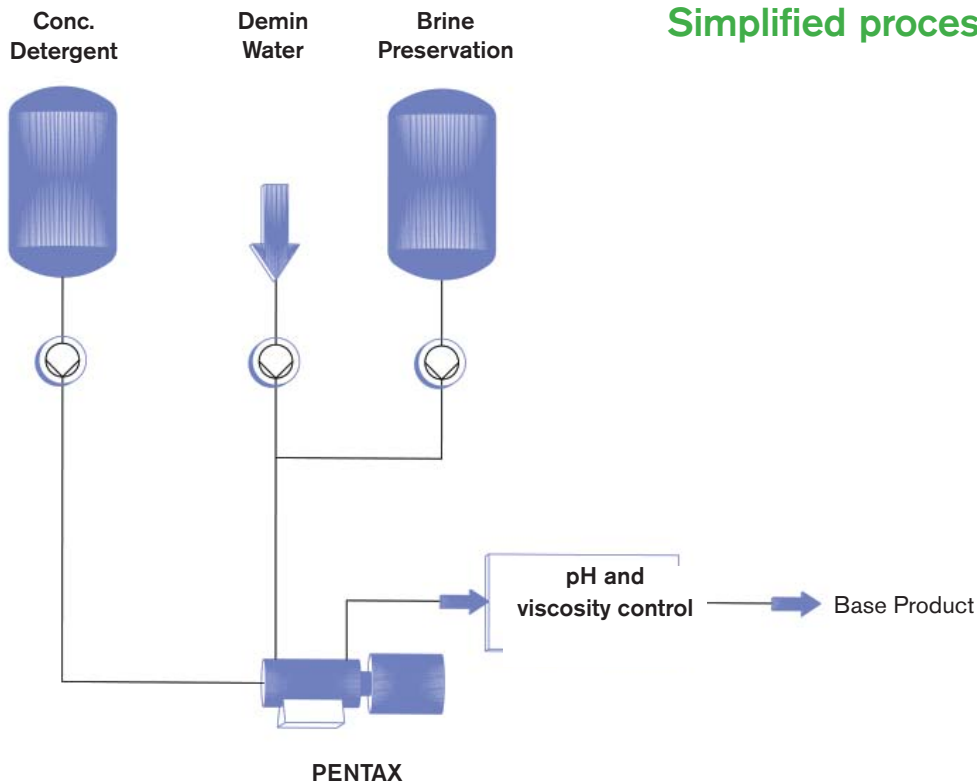 Simplified proces
Conc.
Detergent
Demin
Water
Brine
Preservation
pH and
viscosity control
Base Product
PENTAX